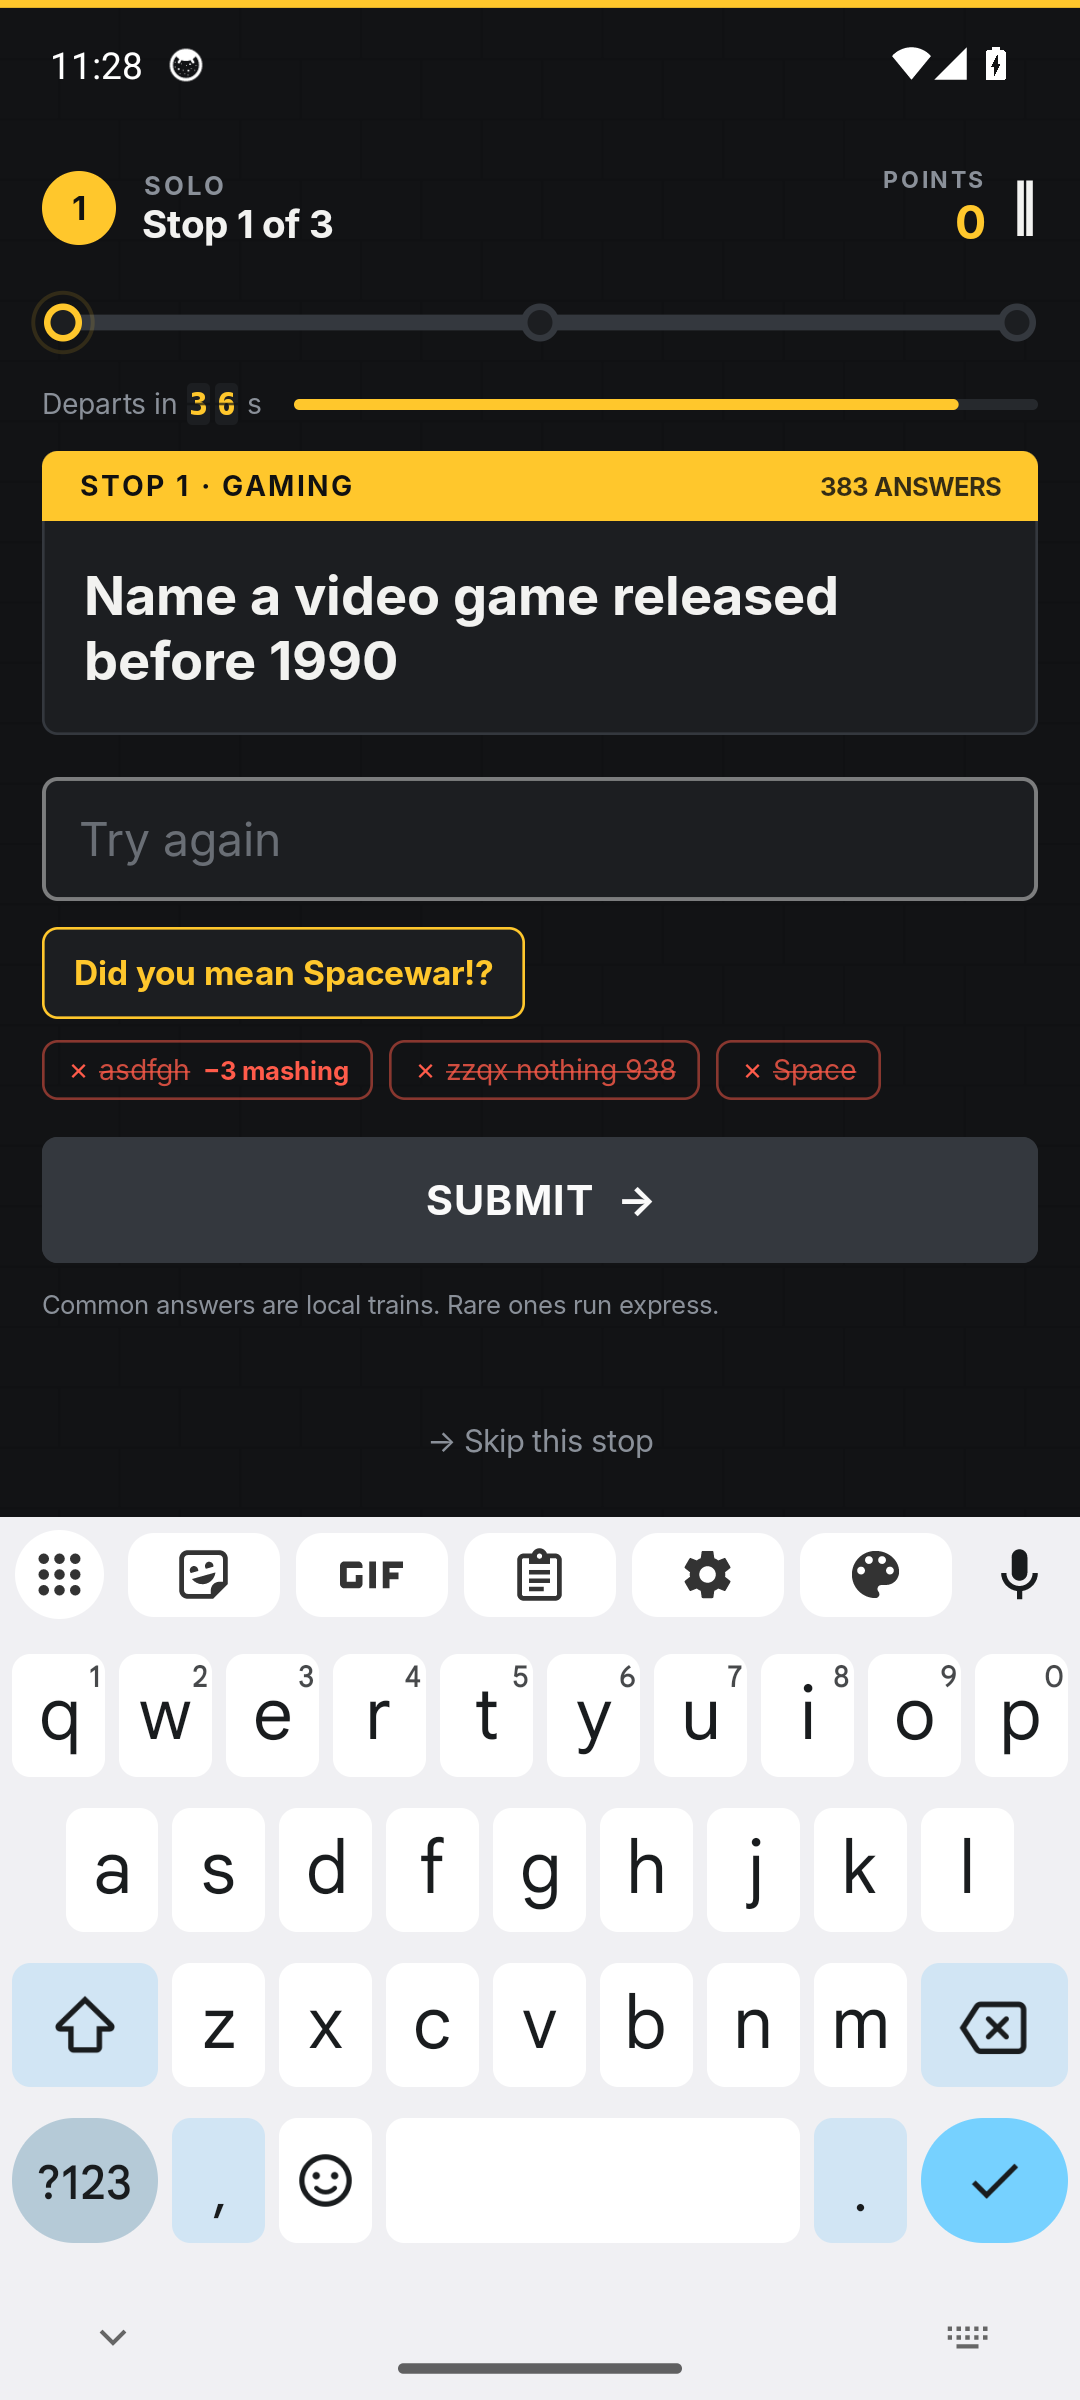 11:28
SOLO
1
Stop 1 of 3
POINTS
0
Departs in 36 s
STOP 1 · GAMING
383 ANSWERS
Name a video game released
before 1990
Try again
Did you mean Spacewar!?
× asdfgh −3 mashing
× zzqx nothing 938
× Space
SUBMIT →
Common answers are local trains. Rare ones run express.
→ Skip this stop
GIF
1 2 3 4 5 6 7 8 9 0
q w e r t y u i o p
a s d f g h j k l
z x c v b n m
?123 , .